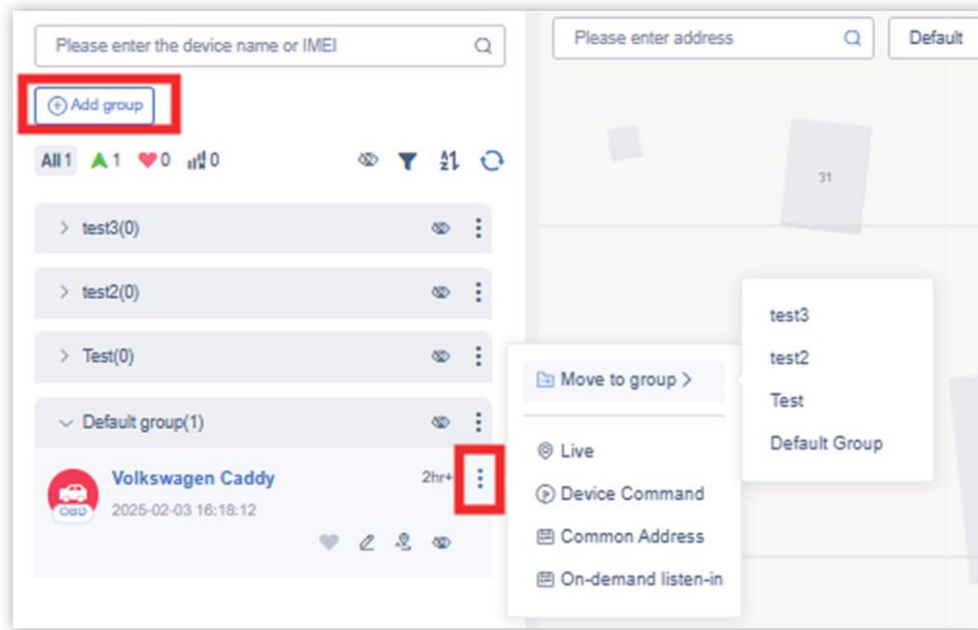 Please enter the device name or IMEI
Please enter address
Default
Add group
All 1 1 0 0
31
test3(0)
test2(0)
Test(0)
Default group(1)
Volkswagen Caddy 2hr+
OBD
2025-02-03 16:18:12
Move to group >
Live
Device Command
Common Address
On-demand listen-in
test3
test2
Test
Default Group